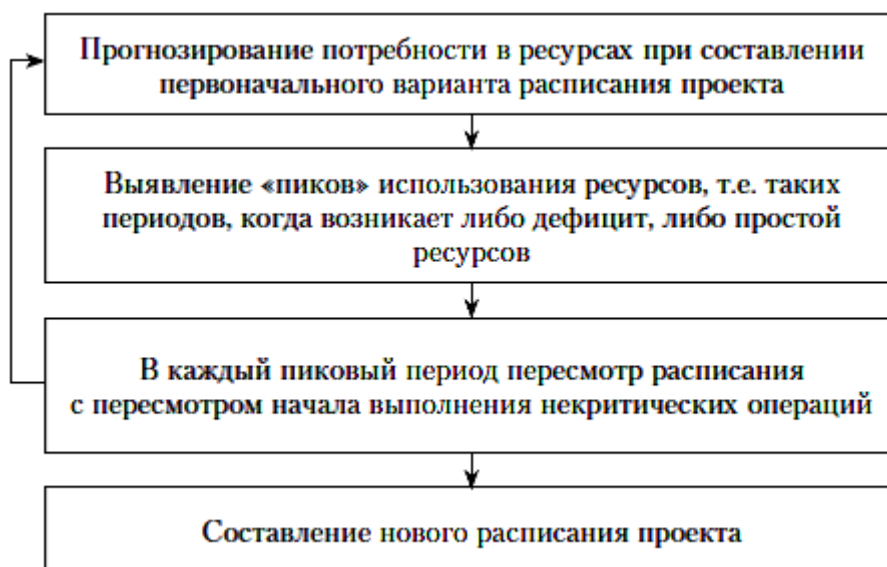 Прогнозирование потребности в ресурсах при составлении
первоначального варианта расписания проекта
Выявление «пиков» использования ресурсов, т.е. таких
периодов, когда возникает либо дефицит, либо простой
ресурсов
В каждый пиковый период пересмотр расписания
с пересмотром начала выполнения некритических операций
Составление нового расписания проекта